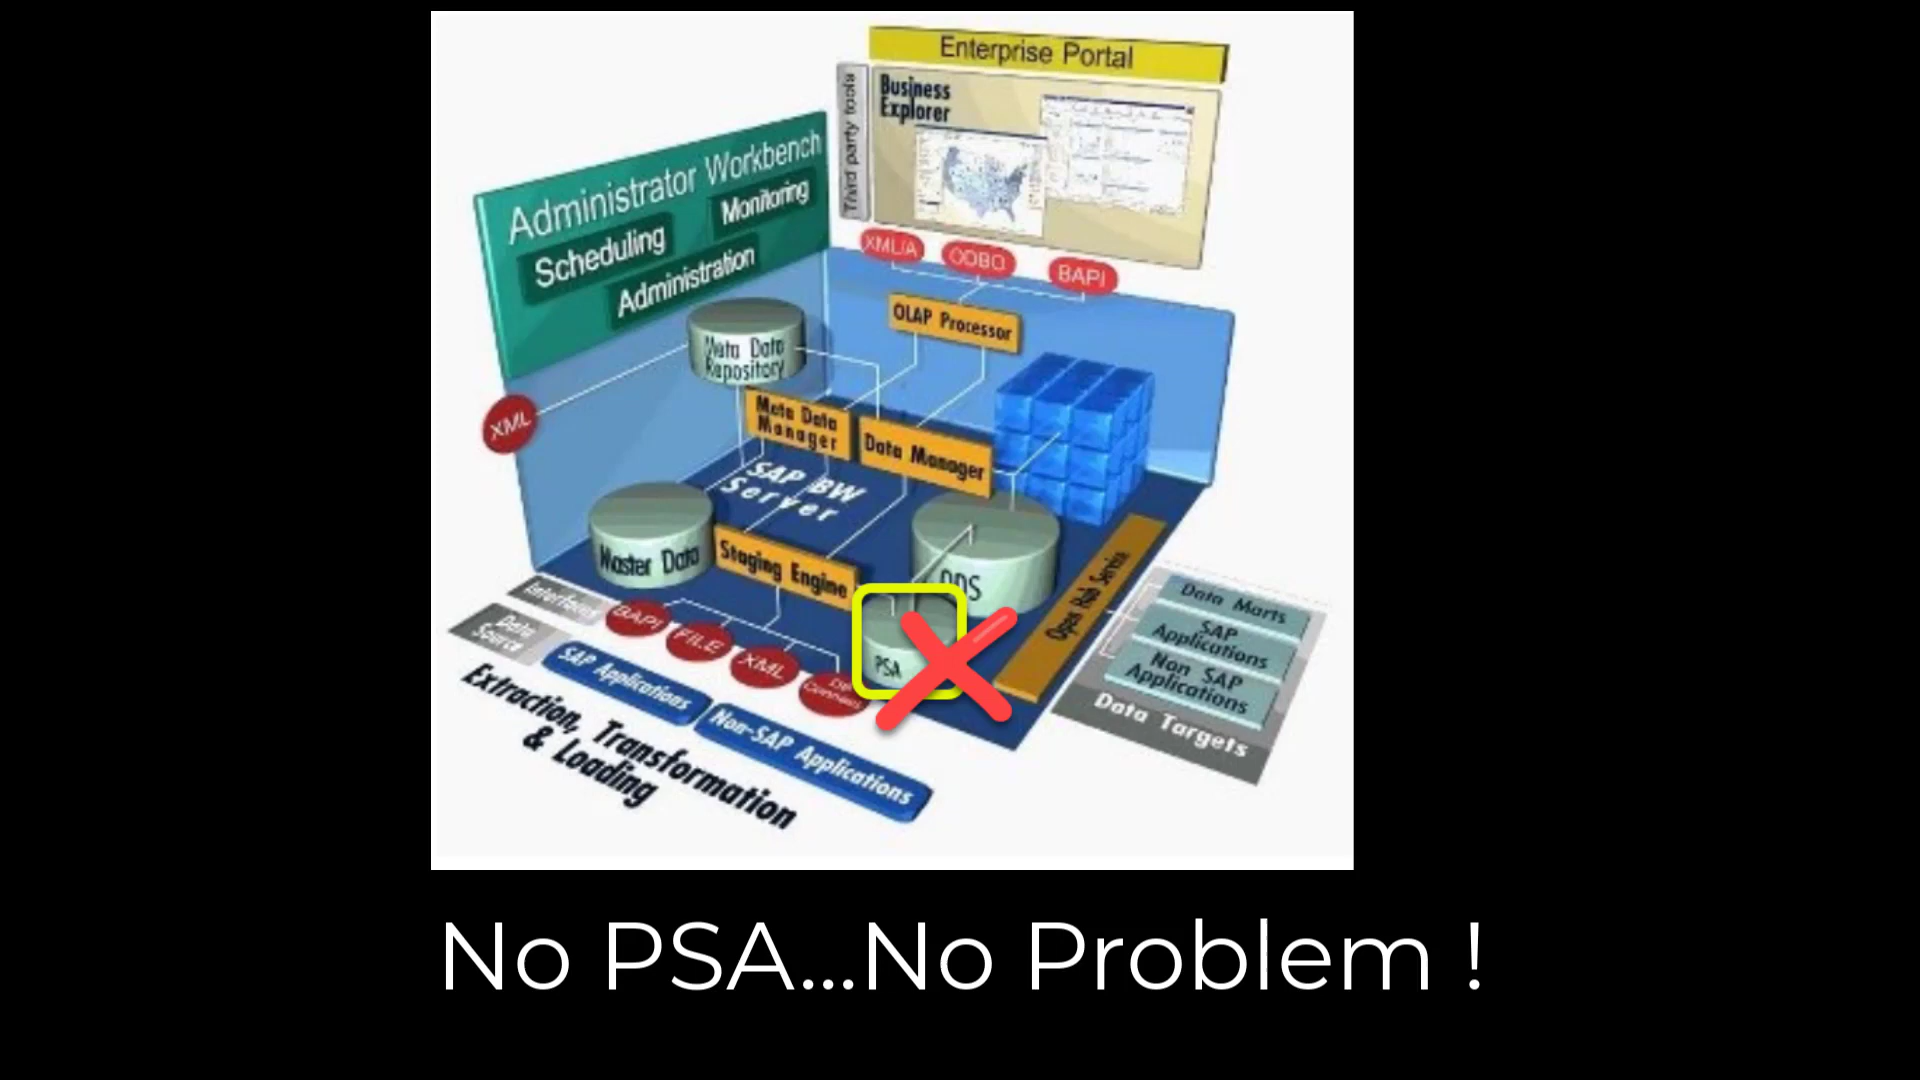 Enterprise Portal
Third party tools
Business
Explorer
Administrator Workbench
Monitoring
Scheduling
Administration
XML/A
ODBO
BAPI
OLAP Processor
Meta Data
Repository
XML
Meta Data
Manager
Data Manager
SAP BW
Server
Master Data
Staging Engine
ODS
PSA
Open Hub Service
Interfaces
Data
Source
BAPI
FILE
XML
DB
Connect
SAP Applications
Non-SAP Applications
Extraction, Transformation
& Loading
Data Marts
SAP
Applications
Non SAP
Applications
Data Targets
No PSA...No Problem !